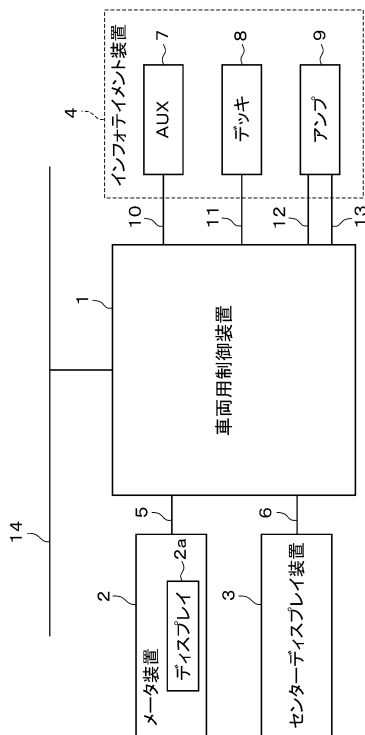 14
1
車両用制御装置
2
メータ装置
2a
ディスプレイ
5
3
センターディスプレイ装置
6
4
インフォテイメント装置
10
AUX
7
11
デッキ
8
12
13
アンプ
9